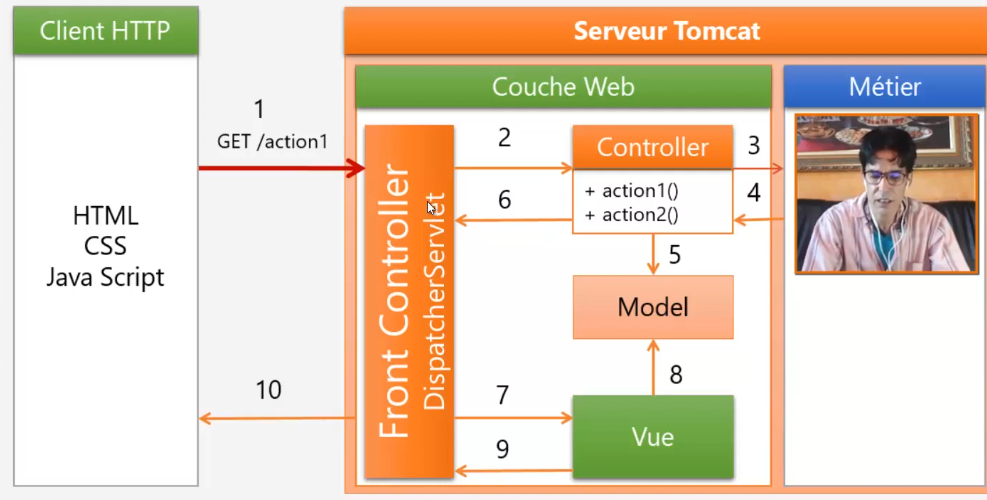 Client HTTP
Serveur Tomcat
Couche Web
Métier
1
GET /action1
HTML
CSS
Java Script
10
Front Controller
DispatcherServlet
2
6
Controller
+ action1()
+ action2()
3
4
5
Model
8
7
9
Vue